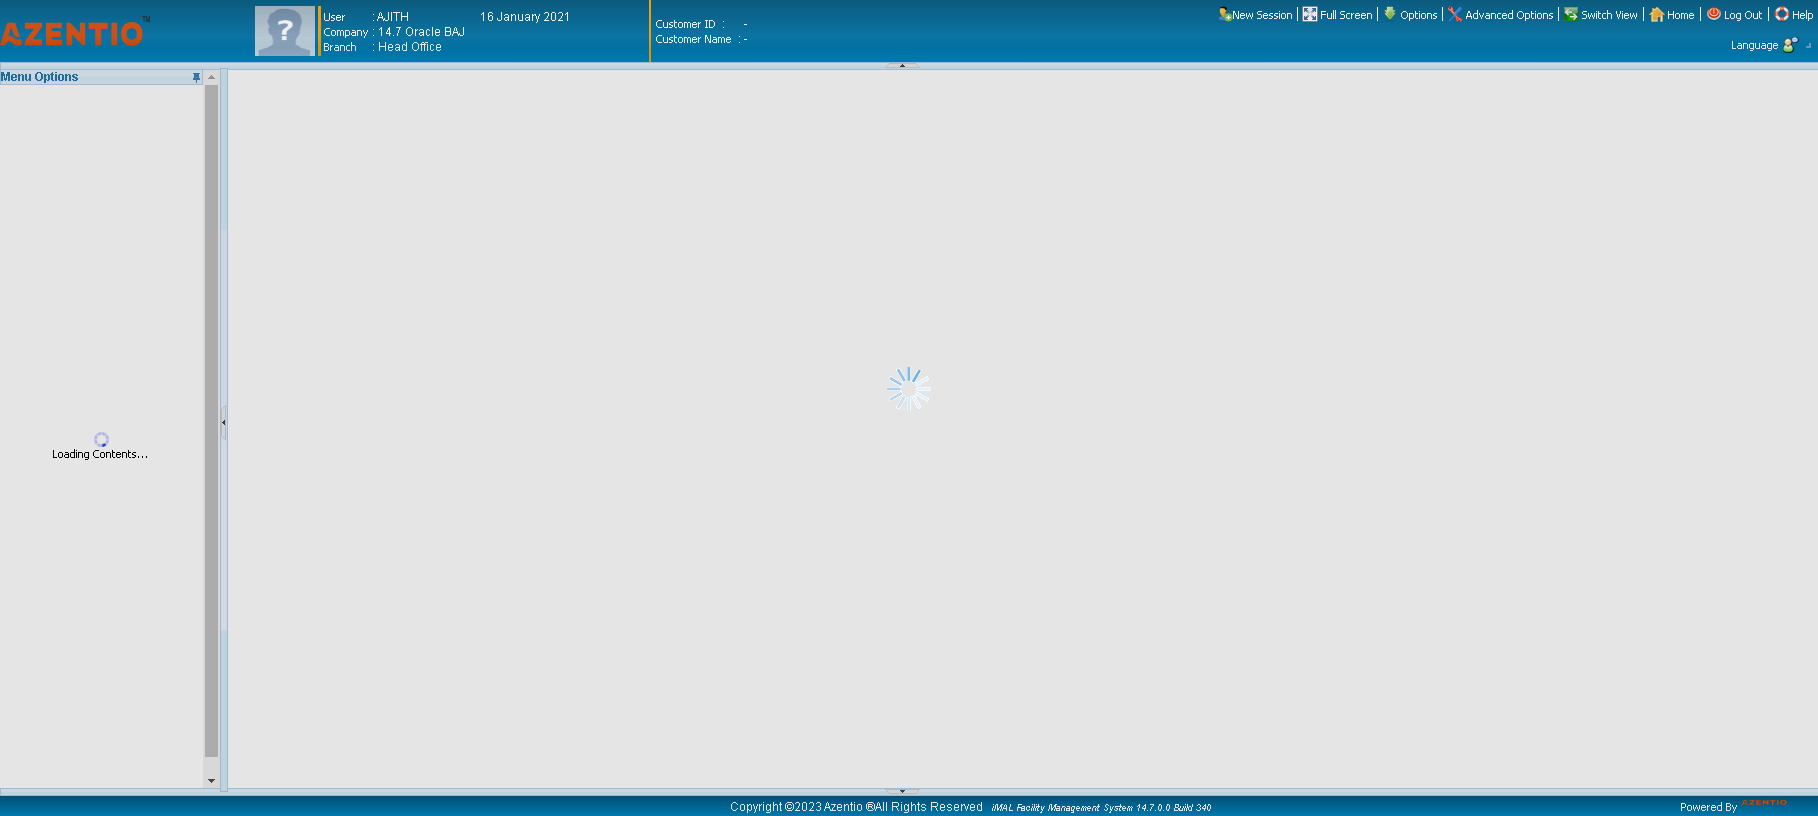 AZENTIO™
User : AJITH 16 January 2021
Company : 14.7 Oracle BAJ
Branch : Head Office
Customer ID : -
Customer Name : -
New Session | Full Screen | Options | Advanced Options | Switch View | Home | Log Out | Help
Language
Menu Options
?
Loading Contents...
Copyright ©2023 Azentio ®All Rights Reserved iMAL Facility Management System 14.7.0.0 Build 340
Powered By AZENTIO